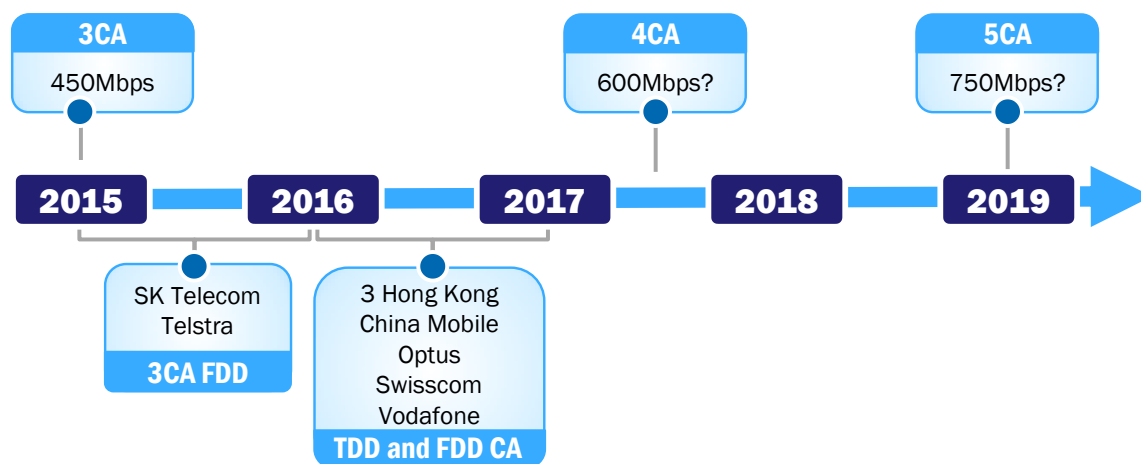 3CA
450Mbps
4CA
600Mbps?
5CA
750Mbps?
2015
2016
2017
2018
2019
SK Telecom
Telstra
3CA FDD
3 Hong Kong
China Mobile
Optus
Swisscom
Vodafone
TDD and FDD CA